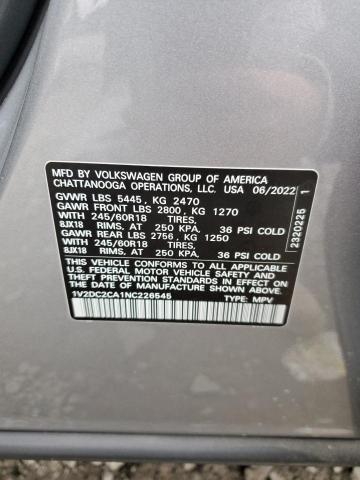 MFD BY VOLKSWAGEN GROUP OF AMERICA
CHATTANOOGA OPERATIONS, LLC. USA 06/2022
GVWR LBS 5445, KG 2470
GAWR FRONT LBS 2800, KG 1270
WITH 245/60R18 TIRES,
8JX18 RIMS, AT 250 KPA, 36 PSI COLD
GAWR REAR LBS 2756, KG 1250
WITH 245/60R18 TIRES,
8JX18 RIMS, AT 250 KPA. 36 PSI COLD
THIS VEHICLE CONFORMS TO ALL APPLICABLE
U.S. FEDERAL MOTOR VEHICLE SAFETY AND
THEFT PREVENTION STANDARDS IN EFFECT ON
THE DATE OF MANUFACTURE SHOWN ABOVE.
1V2DC2CA1NC226545 TYPE: MPV
2320225 1